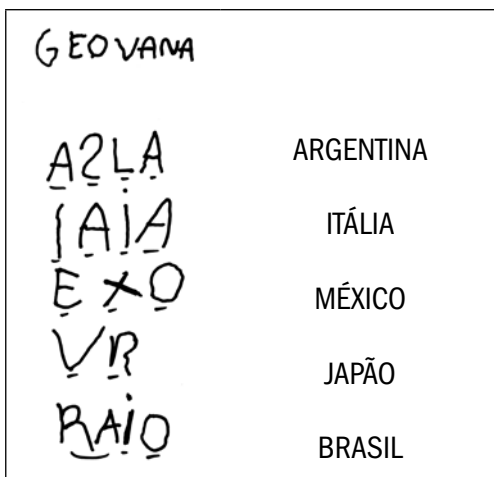 GEOVANA
A2LA ARGENTINA
IAIA ITÁLIA
EXO MÉXICO
VR JAPÃO
RAIO BRASIL